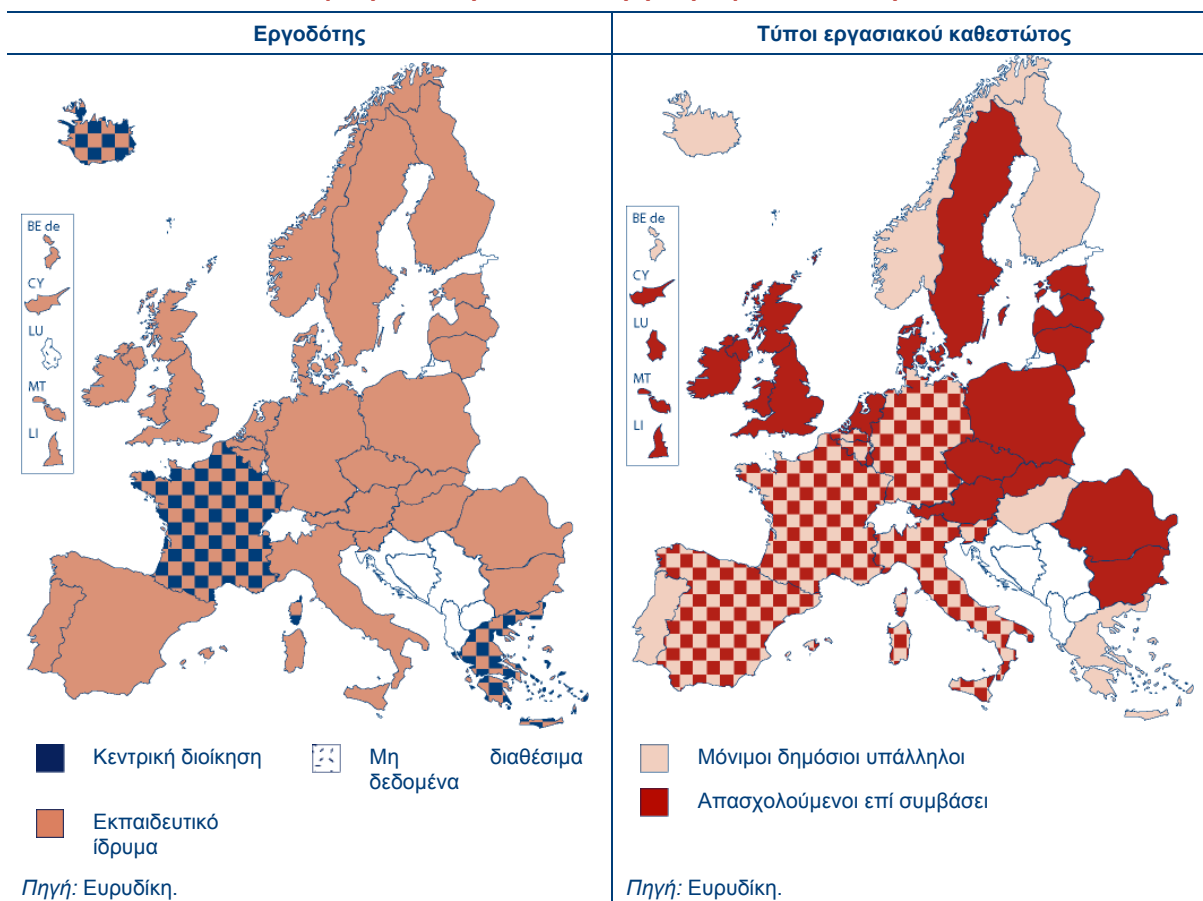 Εργοδότης
Τύποι εργασιακού καθεστώτος
BE de
CY
LU
MT
LI
BE de
CY
LU
MT
LI
Κεντρική διοίκηση
Μη διαθέσιμα
δεδομένα
Εκπαιδευτικό
ίδρυμα
Πηγή: Ευρυδίκη.
Μόνιμοι δημόσιοι υπάλληλοι
Απασχολούμενοι επί συμβάσει
Πηγή: Ευρυδίκη.